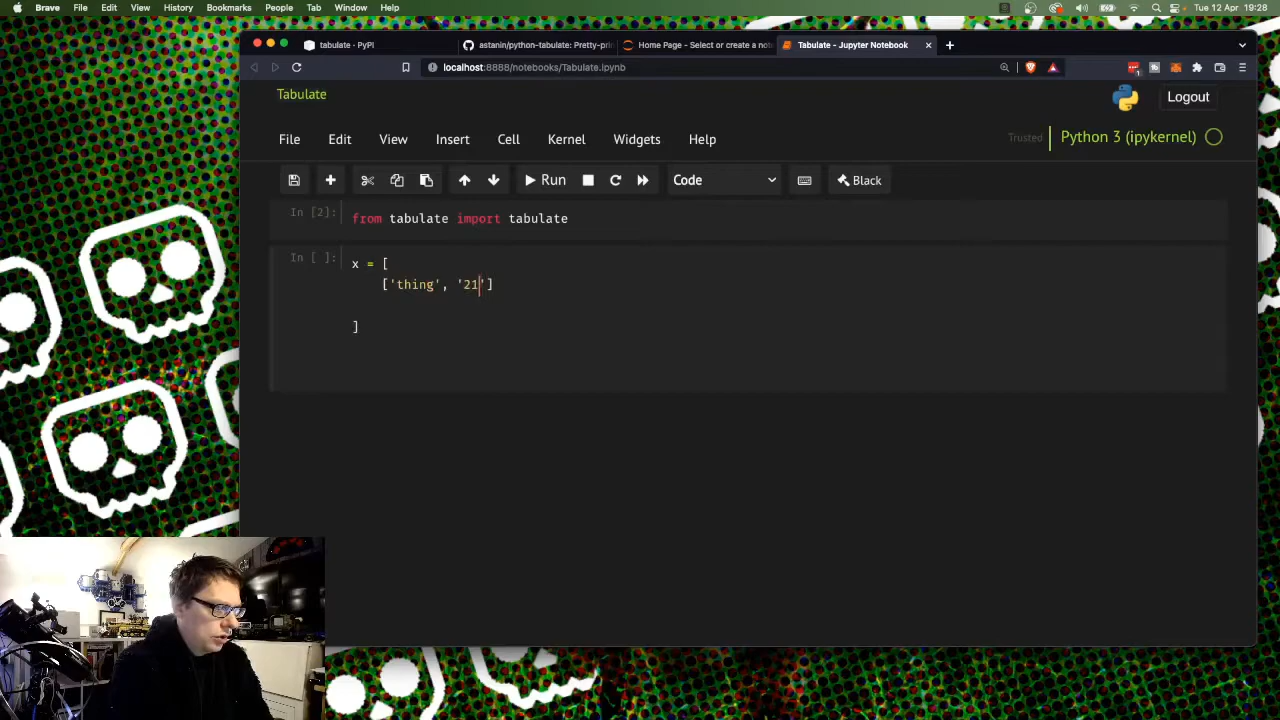 Brave File Edit View History Bookmarks People Tab Window Help Tue 12 Apr 19:28
tabulate · PyPI astanin/python-tabulate: Pretty-prin Home Page - Select or create a not Tabulate - Jupyter Notebook
localhost:8888/notebooks/Tabulate.ipynb
Tabulate Logout
File Edit View Insert Cell Kernel Widgets Help Trusted Python 3 (ipykernel)
Run Code Black
In [2]: from tabulate import tabulate
In [ ]: x = [
['thing', '21']
]